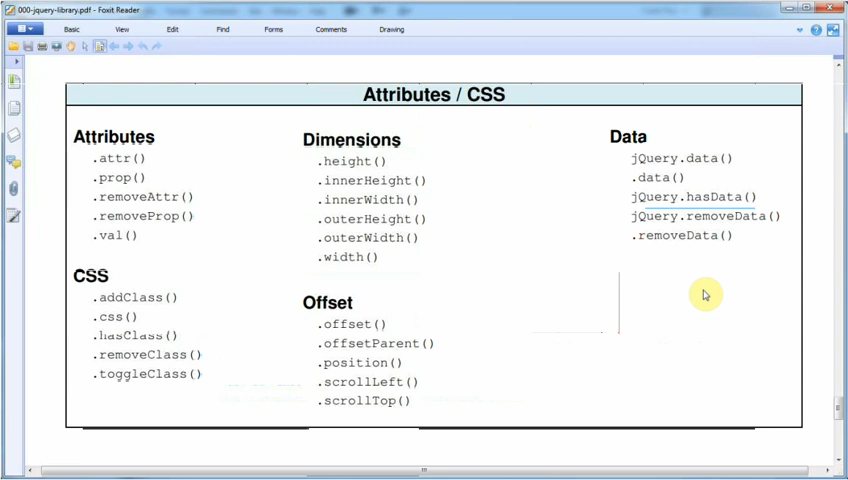 000-jquery-library.pdf - Foxit Reader
Basic View Edit Find Forms Comments Drawing
Attributes / CSS
Attributes
.attr()
.prop()
.removeAttr()
.removeProp()
.val()
CSS
.addClass()
.css()
.hasClass()
.removeClass()
.toggleClass()
Dimensions
.height()
.innerHeight()
.innerWidth()
.outerHeight()
.outerWidth()
.width()
Offset
.offset()
.offsetParent()
.position()
.scrollLeft()
.scrollTop()
Data
jQuery.data()
.data()
jQuery.hasData()
jQuery.removeData()
.removeData()